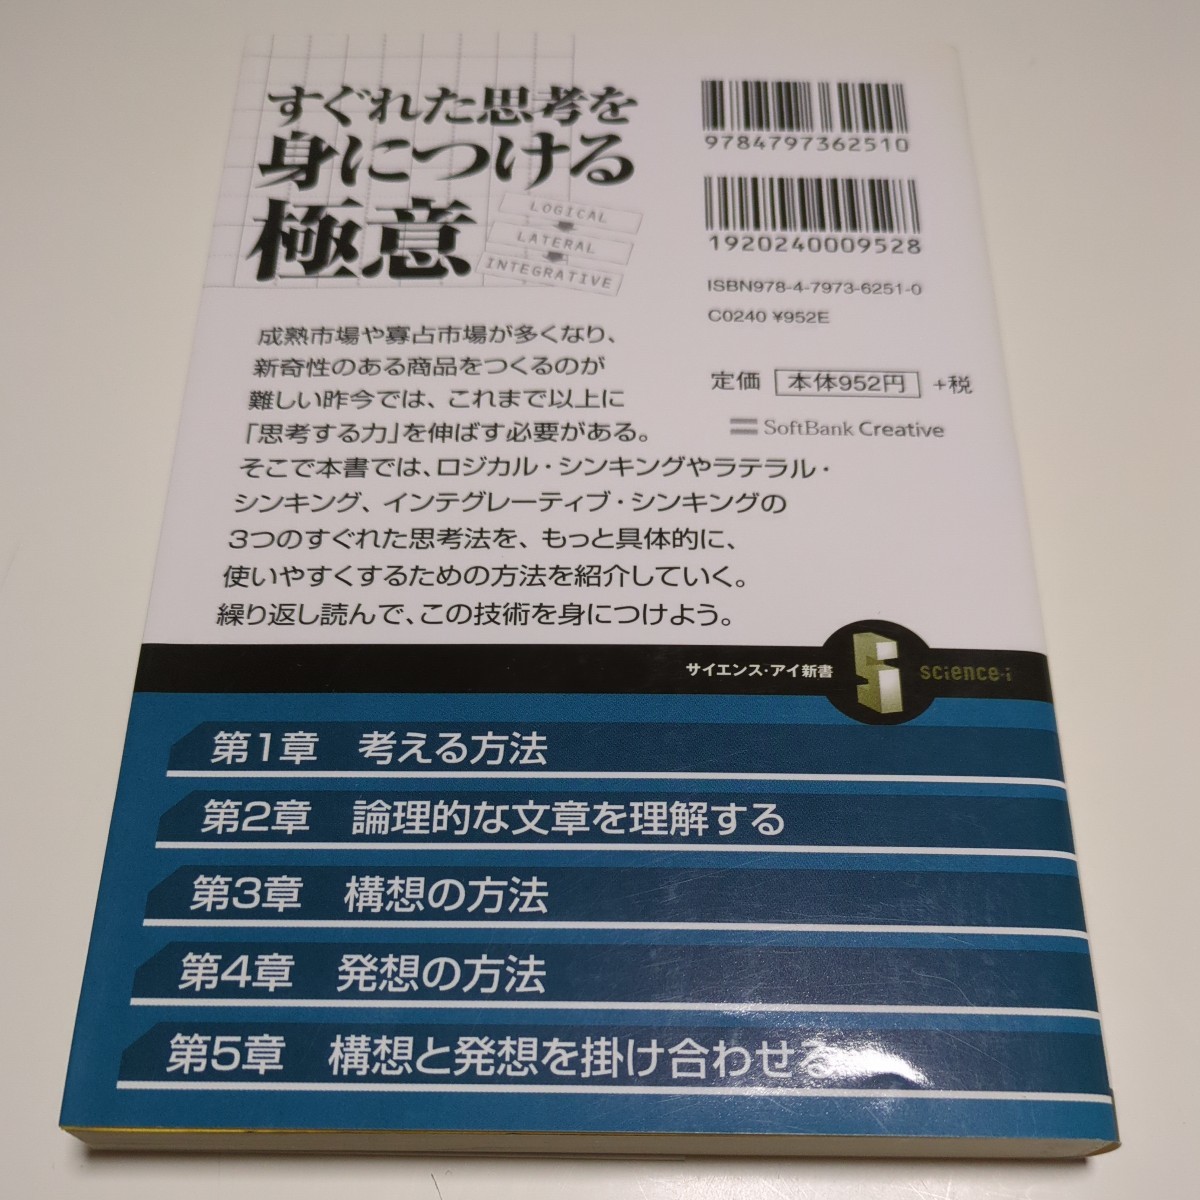 すぐれた思考を
身につける
極意
LOGICAL
LATERAL
INTEGRATIVE
9784797362510
1920240009528
ISBN978-4-7973-6251-0
C0240 ¥952E
定価 本体952円 +税
SoftBank Creative
成熟市場や寡占市場が多くなり、
新奇性のある商品をつくるのが
難しい昨今では、これまで以上に
「思考する力」を伸ばす必要がある。
そこで本書では、ロジカル・シンキングやラテラル・
シンキング、インテグレーティブ・シンキングの
3つのすぐれた思考法を、もっと具体的に、
使いやすくするための方法を紹介していく。
繰り返し読んで、この技術を身につけよう。
サイエンス・アイ新書
Si
science·i
第1章 考える方法
第2章 論理的な文章を理解する
第3章 構想の方法
第4章 発想の方法
第5章 構想と発想を掛け合わせる